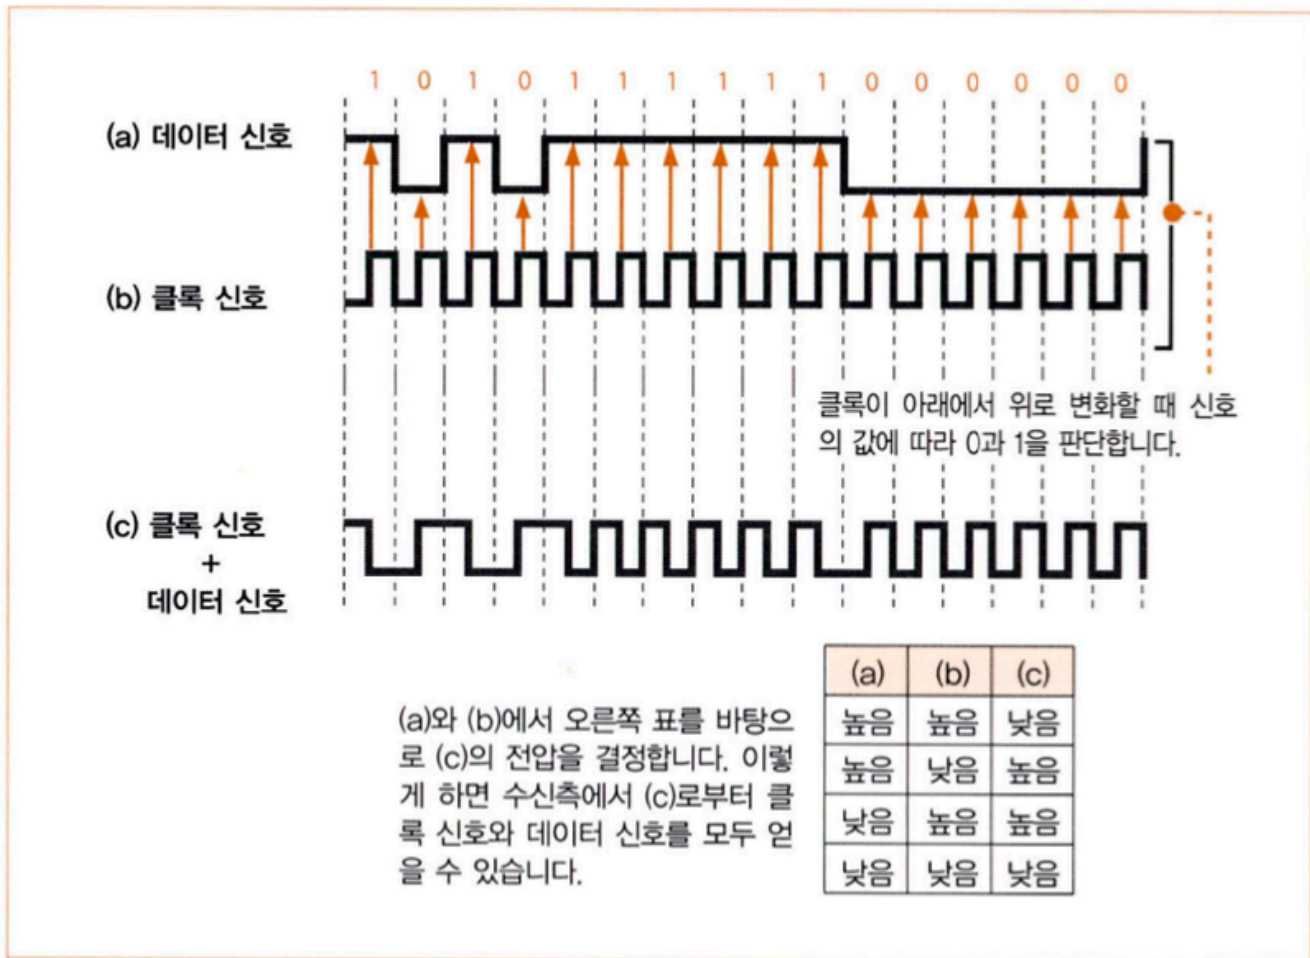 1 0 1 0 1 1 1 1 1 1 0 0 0 0 0 0
(a) 데이터 신호
(b) 클록 신호
클록이 아래에서 위로 변화할 때 신호
의 값에 따라 0과 1을 판단합니다.
(c) 클록 신호
+
데이터 신호
(a)와 (b)에서 오른쪽 표를 바탕으
로 (c)의 전압을 결정합니다. 이렇
게 하면 수신측에서 (c)로부터 클
록 신호와 데이터 신호를 모두 얻
을 수 있습니다.
(a) (b) (c)
높음 높음 낮음
높음 낮음 높음
낮음 높음 높음
낮음 낮음 낮음